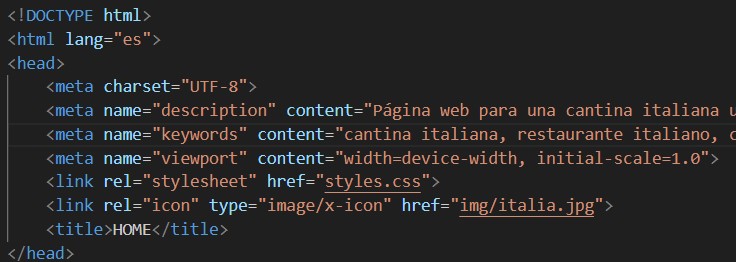 <!DOCTYPE html>
<html lang="es">
<head>
    <meta charset="UTF-8">
    <meta name="description" content="Página web para una cantina italiana
    <meta name="keywords" content="cantina italiana, restaurante italiano,
    <meta name="viewport" content="width=device-width, initial-scale=1.0">
    <link rel="stylesheet" href="styles.css">
    <link rel="icon" type="image/x-icon" href="img/italia.jpg">
    <title>HOME</title>
</head>